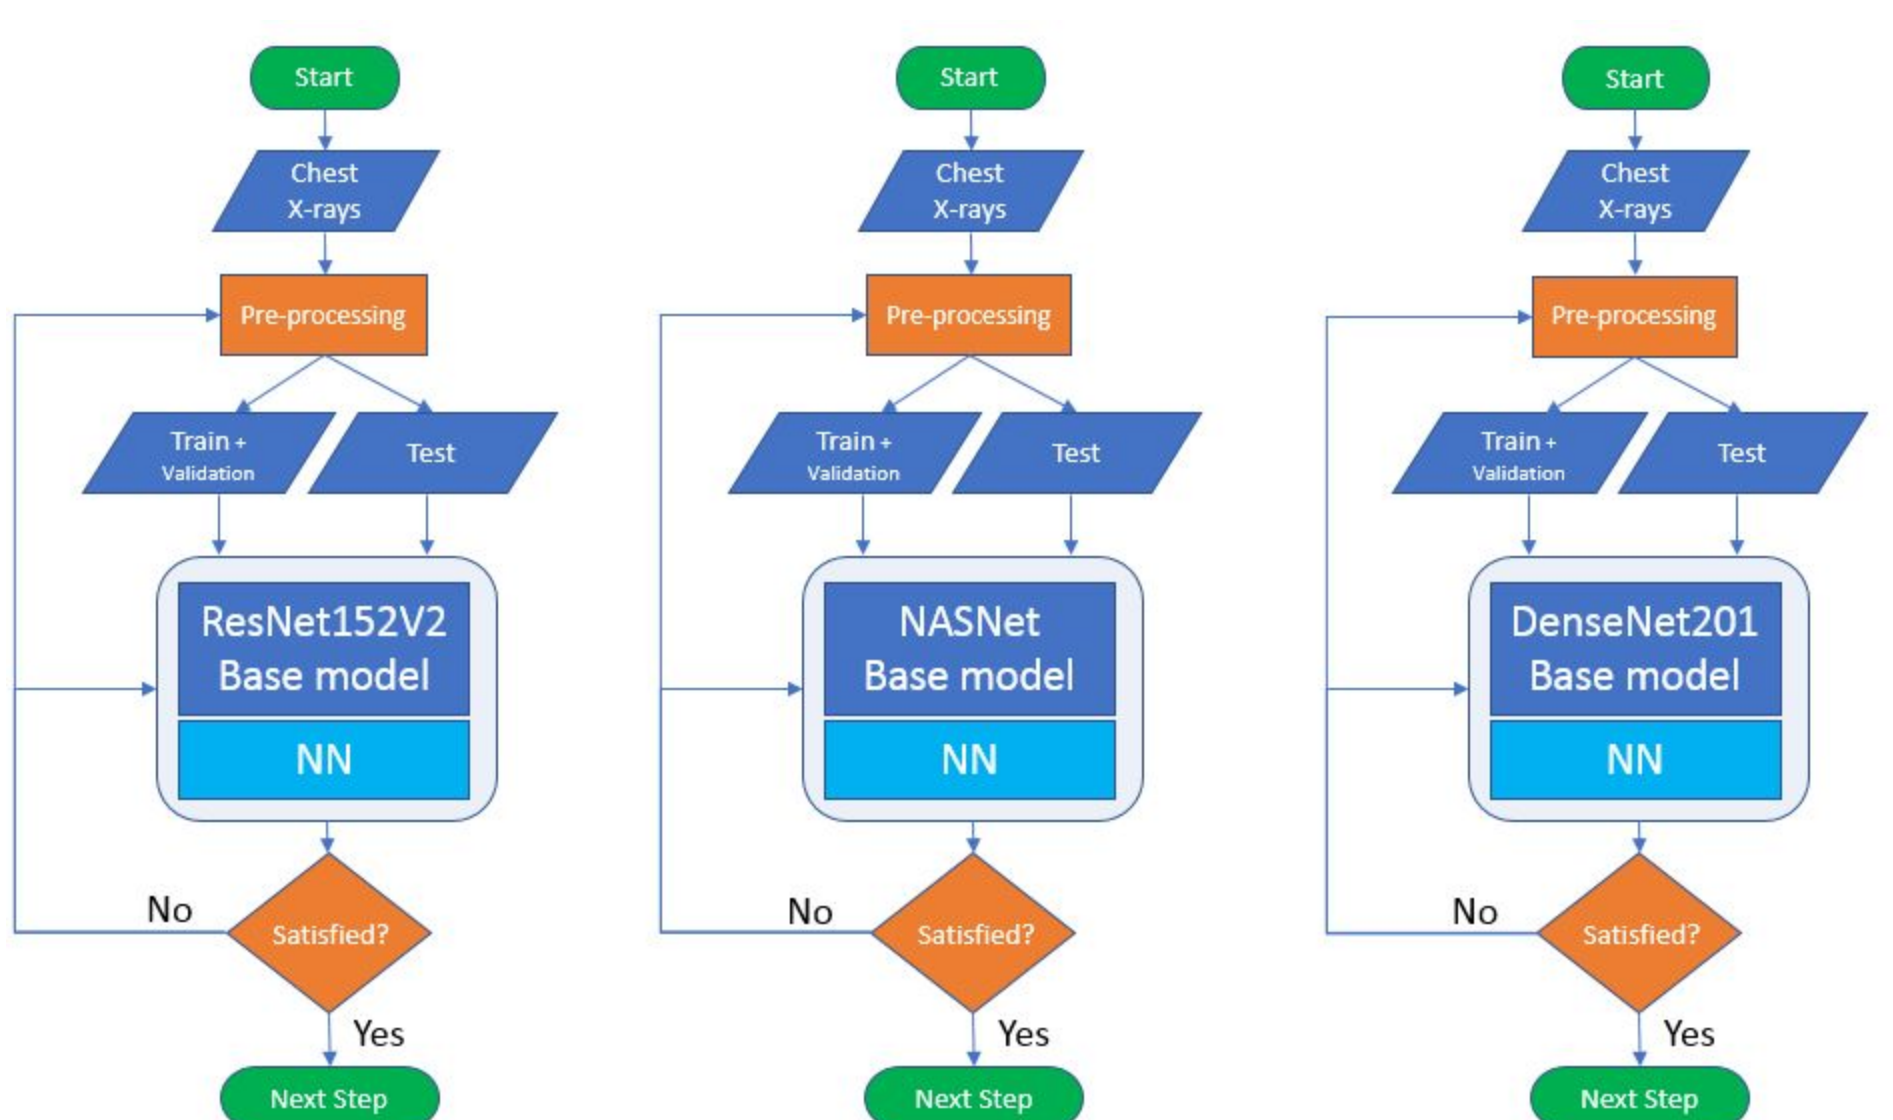 Start
Chest
X-rays
Pre-processing
Train +
Validation
Test
ResNet152V2
Base model
NN
No
Satisfied?
Yes
Next Step
Start
Chest
X-rays
Pre-processing
Train +
Validation
Test
NASNet
Base model
NN
No
Satisfied?
Yes
Next Step
Start
Chest
X-rays
Pre-processing
Train +
Validation
Test
DenseNet201
Base model
NN
No
Satisfied?
Yes
Next Step